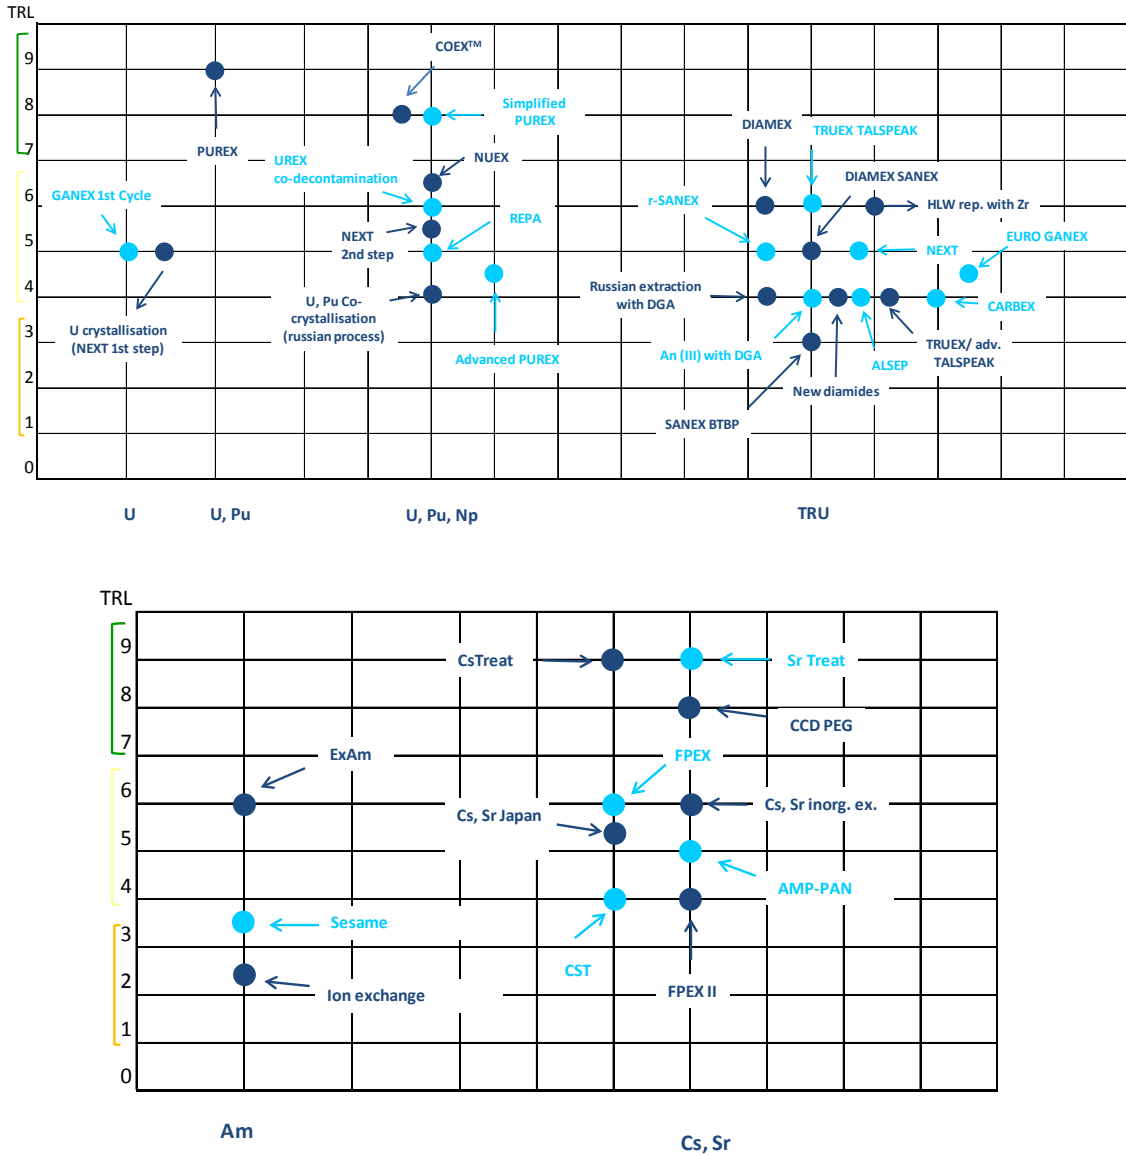 TRL
9
8
7
6
5
4
3
2
1
0
COEX™
Simplified
PUREX
PUREX
NUEX
UREX
co-decontamination
GANEX 1st Cycle
REPA
NEXT
2nd step
U, Pu Co-
crystallisation
(russian process)
U crystallisation
(NEXT 1st step)
Advanced PUREX
DIAMEX
TRUEX TALSPEAK
DIAMEX SANEX
r-SANEX
HLW rep. with Zr
EURO GANEX
NEXT
Russian extraction
with DGA
CARBEX
An (III) with DGA
ALSEP
TRUEX/ adv.
TALSPEAK
New diamides
SANEX BTBP
U
U, Pu
U, Pu, Np
TRU
TRL
9
8
7
6
5
4
3
2
1
0
CsTreat
Sr Treat
CCD PEG
ExAm
FPEX
Cs, Sr Japan
Cs, Sr inorg. ex.
AMP-PAN
Sesame
CST
Ion exchange
FPEX II
Am
Cs, Sr